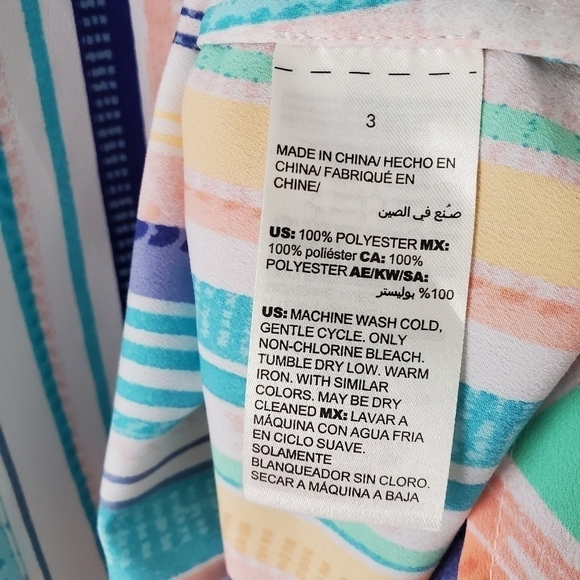 3
MADE IN CHINA/ HECHO EN
CHINA/ FABRIQUÉ EN
CHINE/
صُنع في الصين
US: 100% POLYESTER MX:
100% poliéster CA: 100%
POLYESTER AE/KW/SA:
100% بوليستر
US: MACHINE WASH COLD,
GENTLE CYCLE. ONLY
NON-CHLORINE BLEACH.
TUMBLE DRY LOW. WARM
IRON. WITH SIMILAR
COLORS. MAY BE DRY
CLEANED MX: LAVAR A
MÁQUINA CON AGUA FRIA
EN CICLO SUAVE.
SOLAMENTE
BLANQUEADOR SIN CLORO.
SECAR A MÁQUINA A BAJA